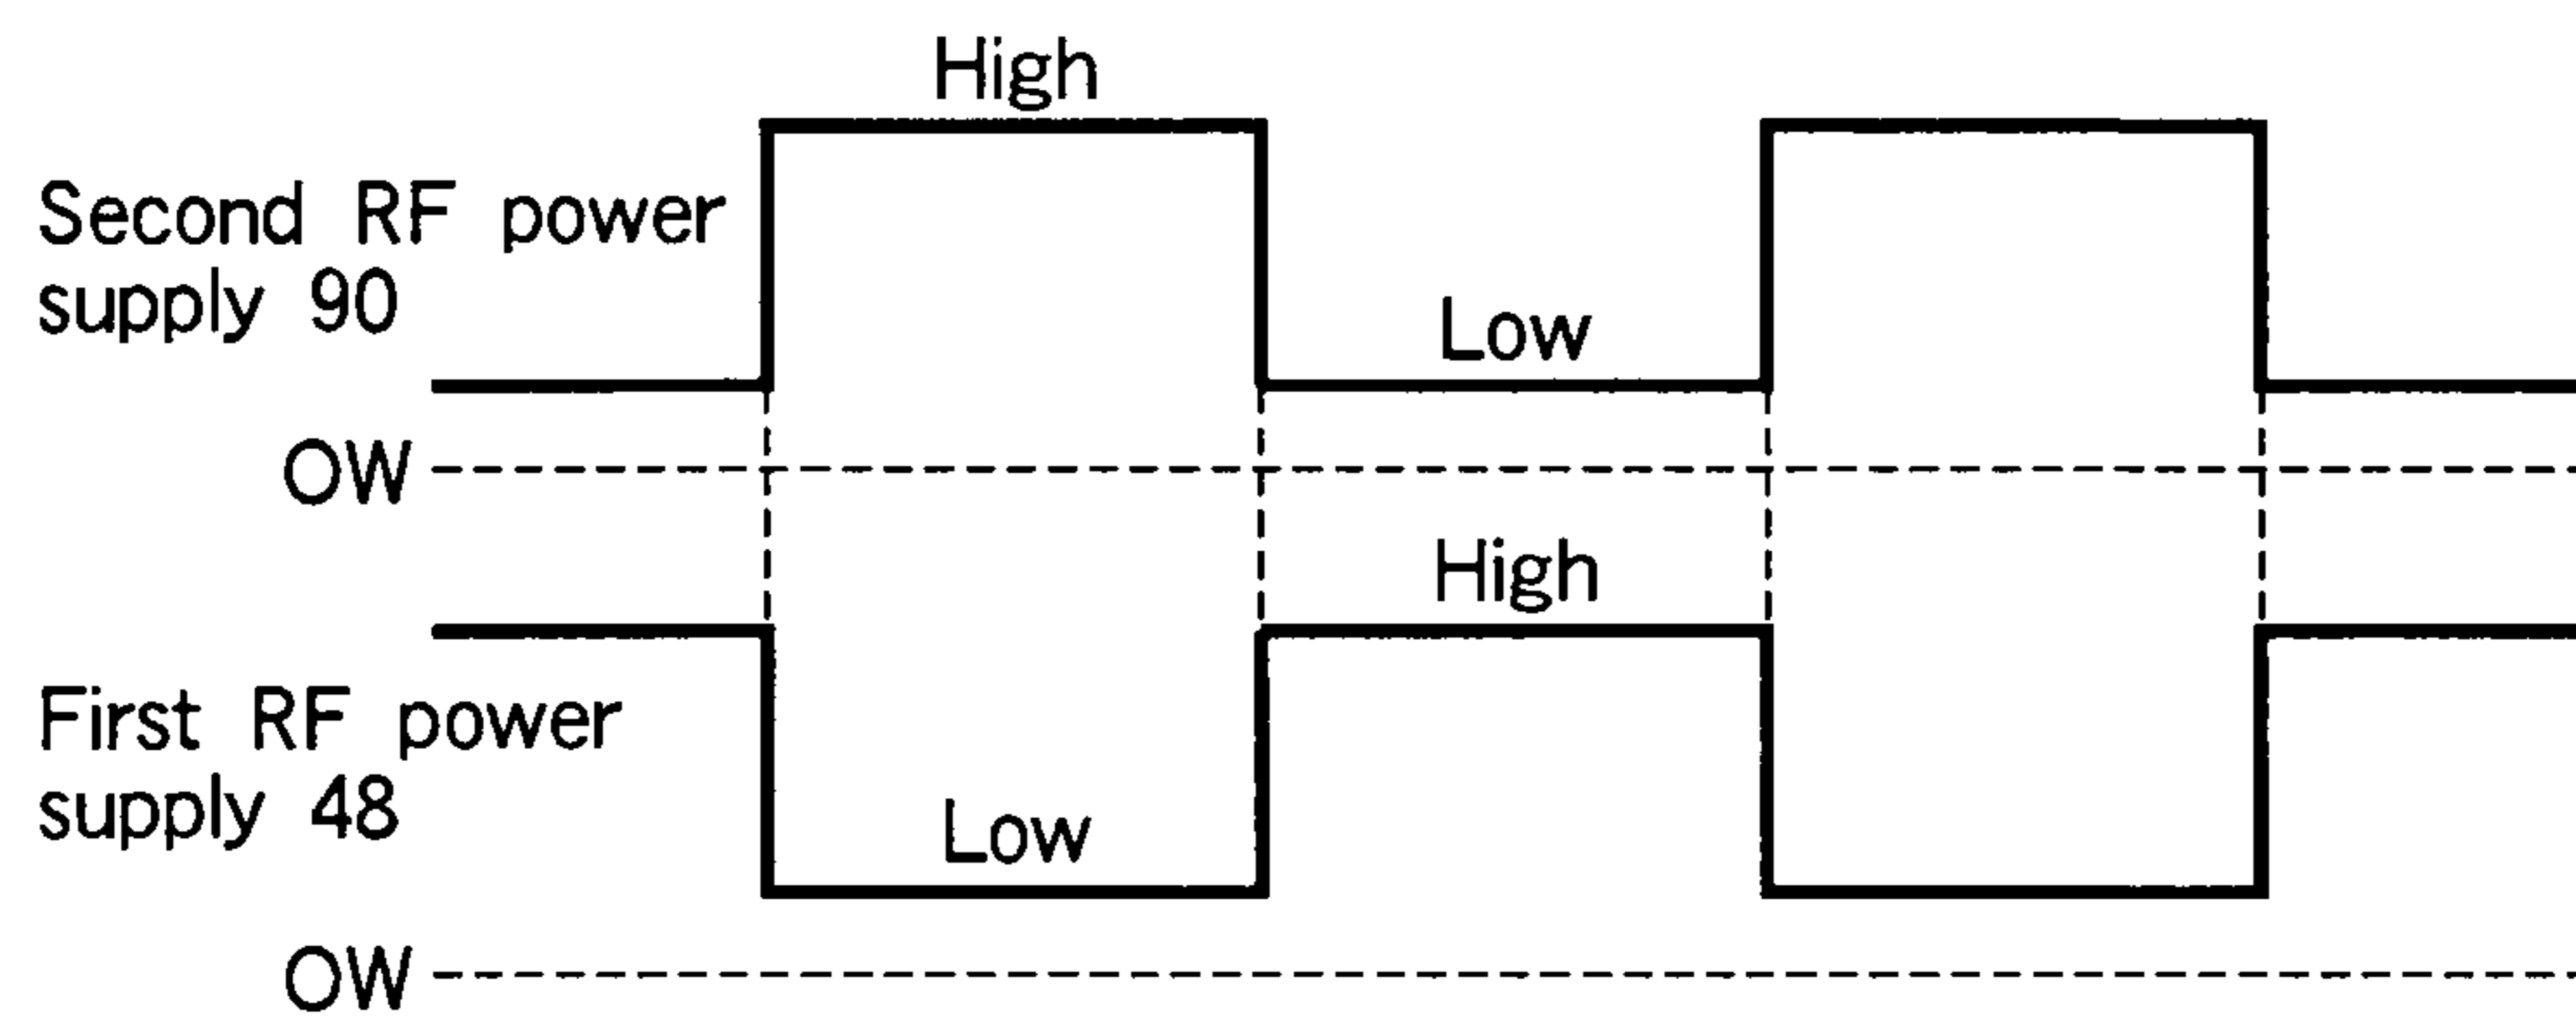 High
Second RF power
supply 90
Low
OW
High
First RF power
supply 48
Low
OW